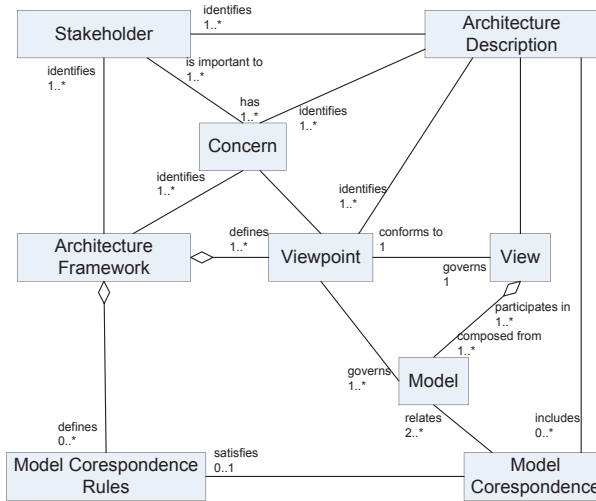 identifies
1..*
Stakeholder
Architecture
Description
identifies
1..*
is important to
1..*
has
1..*
identifies
1..*
Concern
identifies
1..*
identifies
1..*
Architecture
Framework
defines
1..*
Viewpoint
conforms to
1
governs
1
View
participates in
1..*
composed from
1..*
governs
1..*
Model
relates
2..*
includes
0..*
defines
0..*
Model Corespondence
Rules
satisfies
0..1
Model
Corespondence